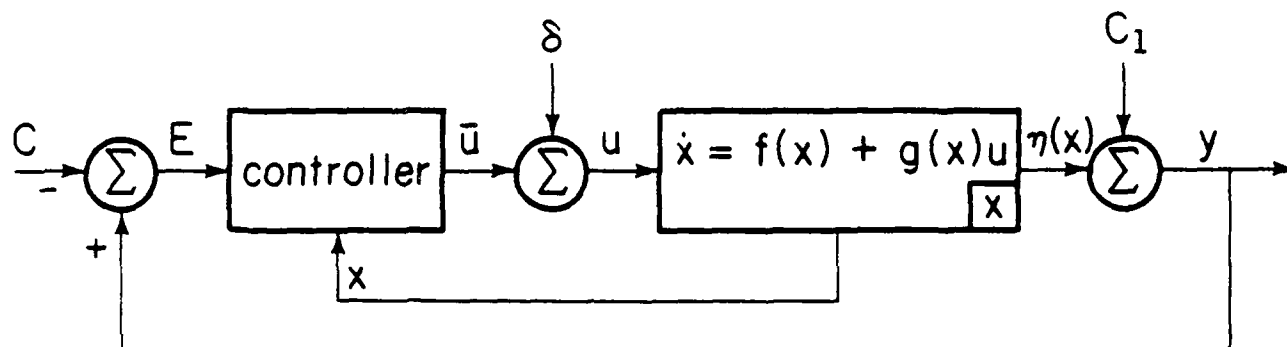 δ
C₁
C
-
Σ
E
controller
ū
Σ
u
ẋ = f(x) + g(x)u
x
η(x)
Σ
y
+
x